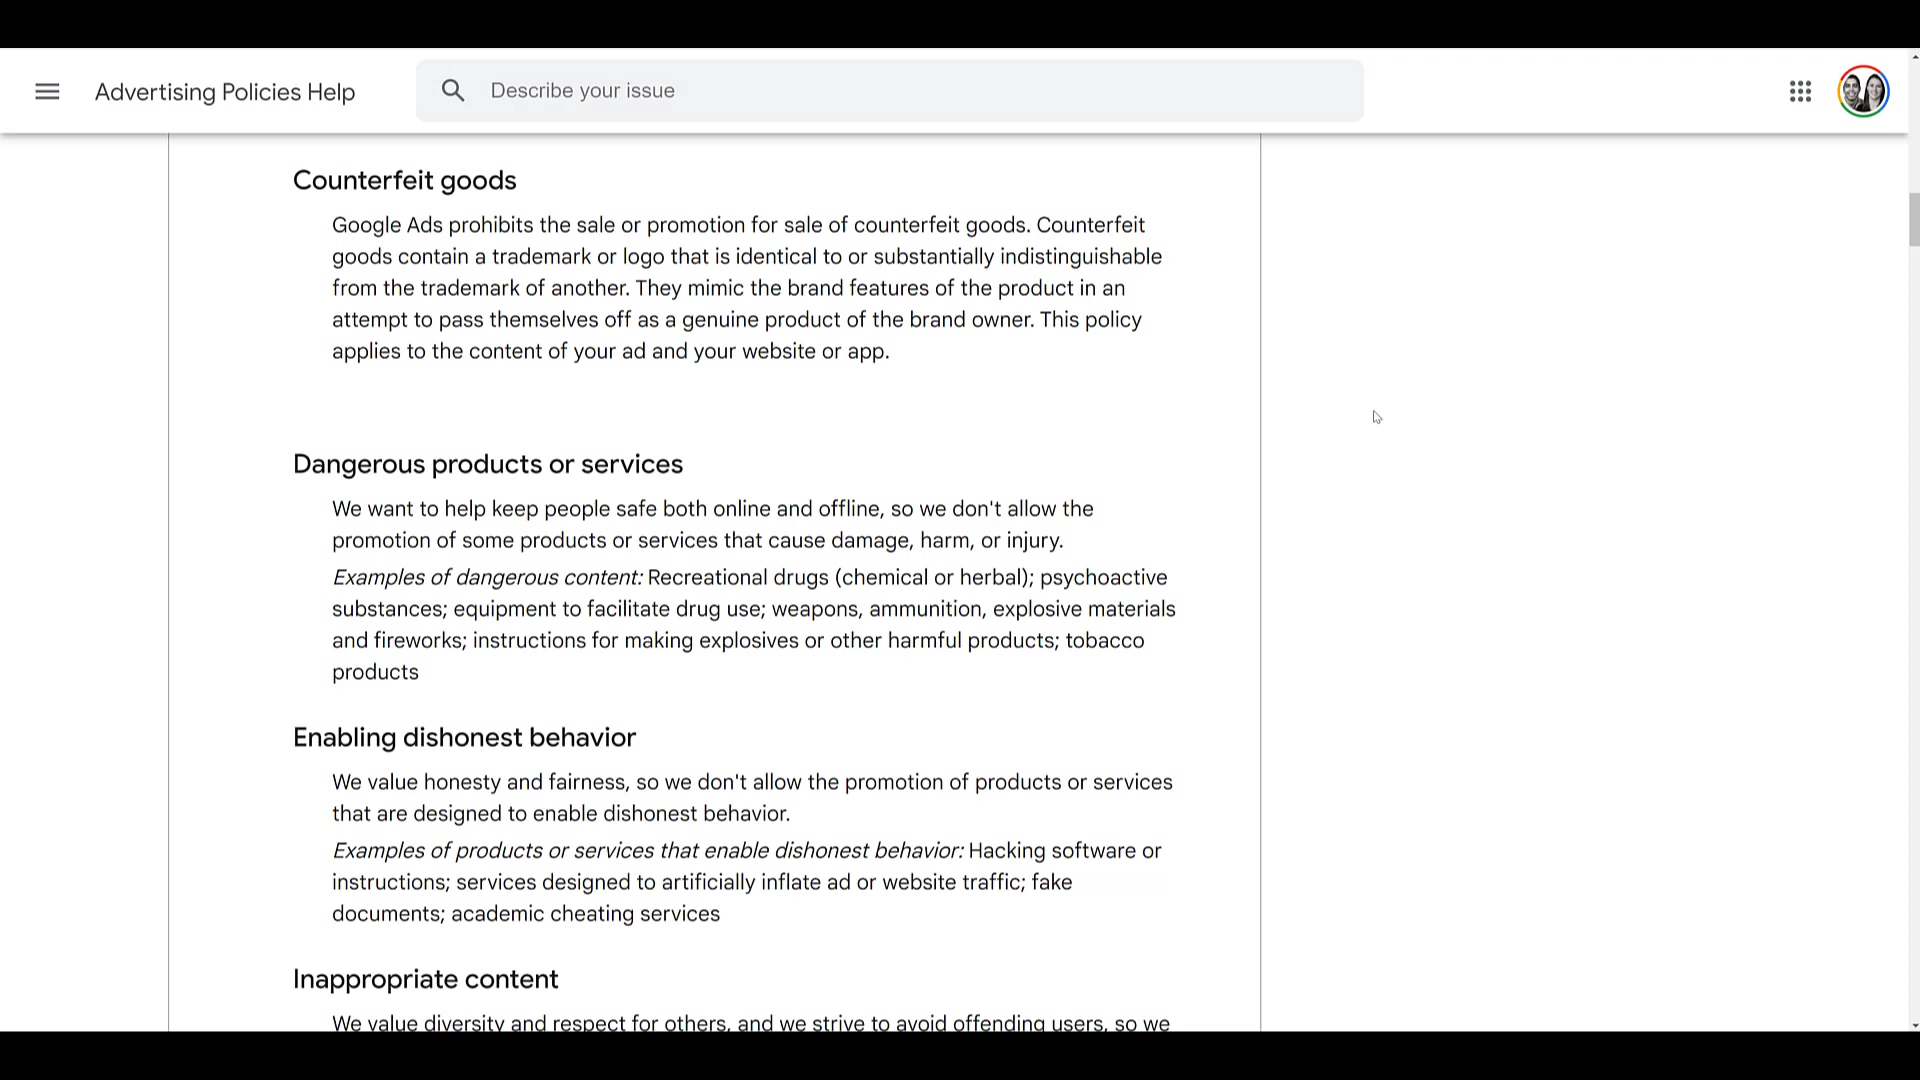 Advertising Policies Help
Describe your issue
Counterfeit goods
Google Ads prohibits the sale or promotion for sale of counterfeit goods. Counterfeit
goods contain a trademark or logo that is identical to or substantially indistinguishable
from the trademark of another. They mimic the brand features of the product in an
attempt to pass themselves off as a genuine product of the brand owner. This policy
applies to the content of your ad and your website or app.
Dangerous products or services
We want to help keep people safe both online and offline, so we don't allow the
promotion of some products or services that cause damage, harm, or injury.
Examples of dangerous content: Recreational drugs (chemical or herbal); psychoactive
substances; equipment to facilitate drug use; weapons, ammunition, explosive materials
and fireworks; instructions for making explosives or other harmful products; tobacco
products
Enabling dishonest behavior
We value honesty and fairness, so we don't allow the promotion of products or services
that are designed to enable dishonest behavior.
Examples of products or services that enable dishonest behavior: Hacking software or
instructions; services designed to artificially inflate ad or website traffic; fake
documents; academic cheating services
Inappropriate content
We value diversity and respect for others, and we strive to avoid offending users, so we